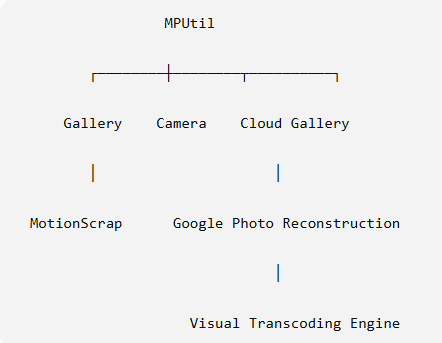 MPUtil
Gallery Camera Cloud Gallery
MotionScrap Google Photo Reconstruction
Visual Transcoding Engine